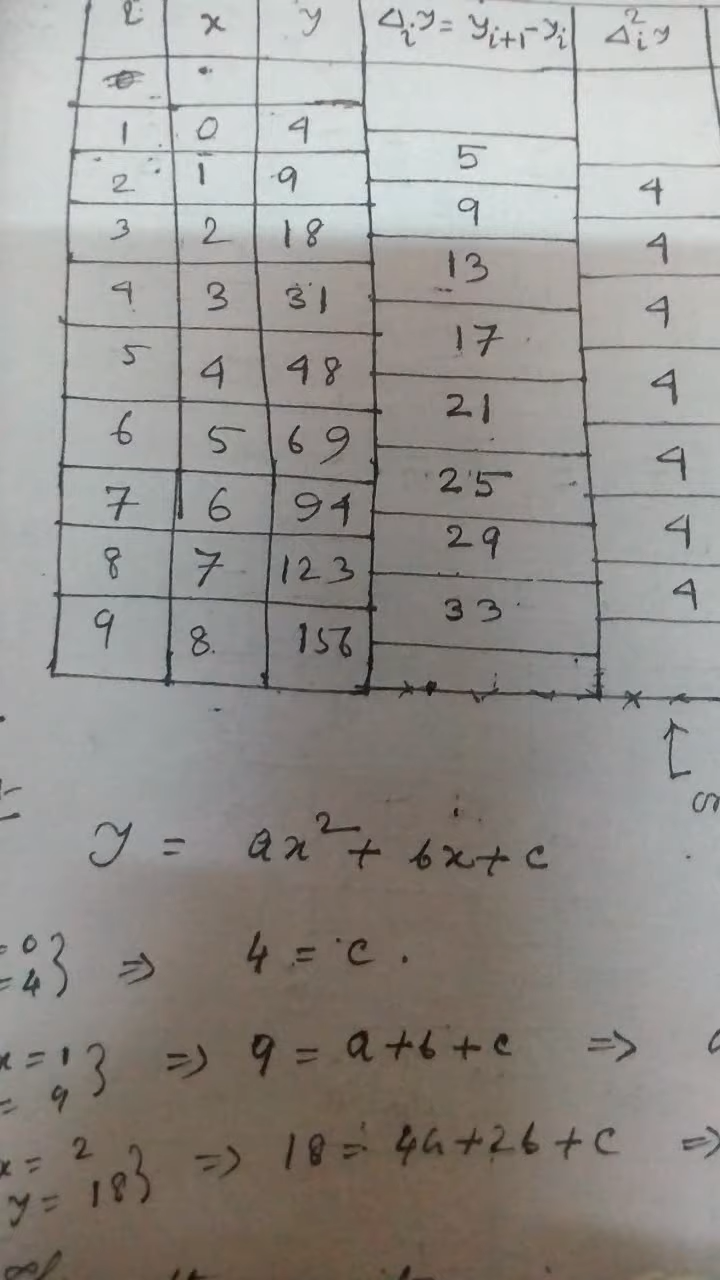 i x y Δᵢy = yᵢ₊₁ - yᵢ Δ²ᵢy
1 0 4
5
2 1 9 4
9
3 2 18 4
13
4 3 31 4
17
5 4 48 4
21
6 5 69 4
25
7 6 94 4
29
8 7 123 4
33
9 8 156
y = ax² + bx + c
= 0
= 4} ⇒ 4 = c.
x = 1
= 9} ⇒ 9 = a + b + c ⇒
x = 2
y = 18} ⇒ 18 = 4a + 2b + c ⇒